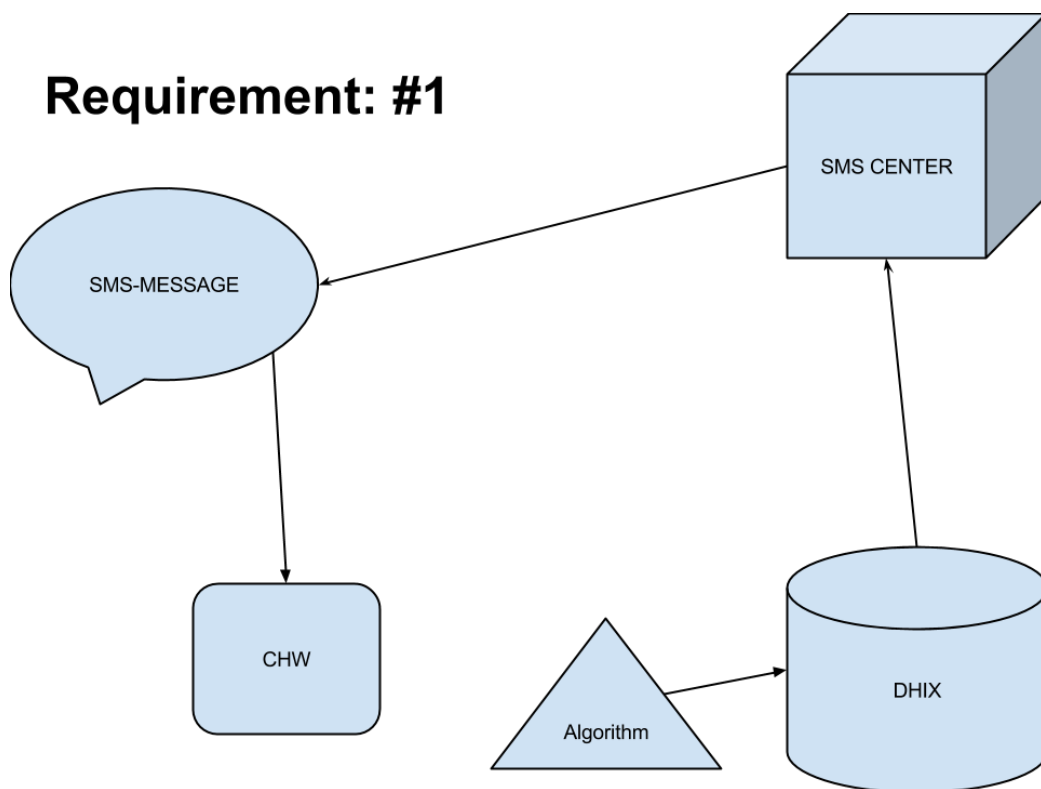 Requirement: #1
SMS CENTER
SMS-MESSAGE
CHW
Algorithm
DHIX